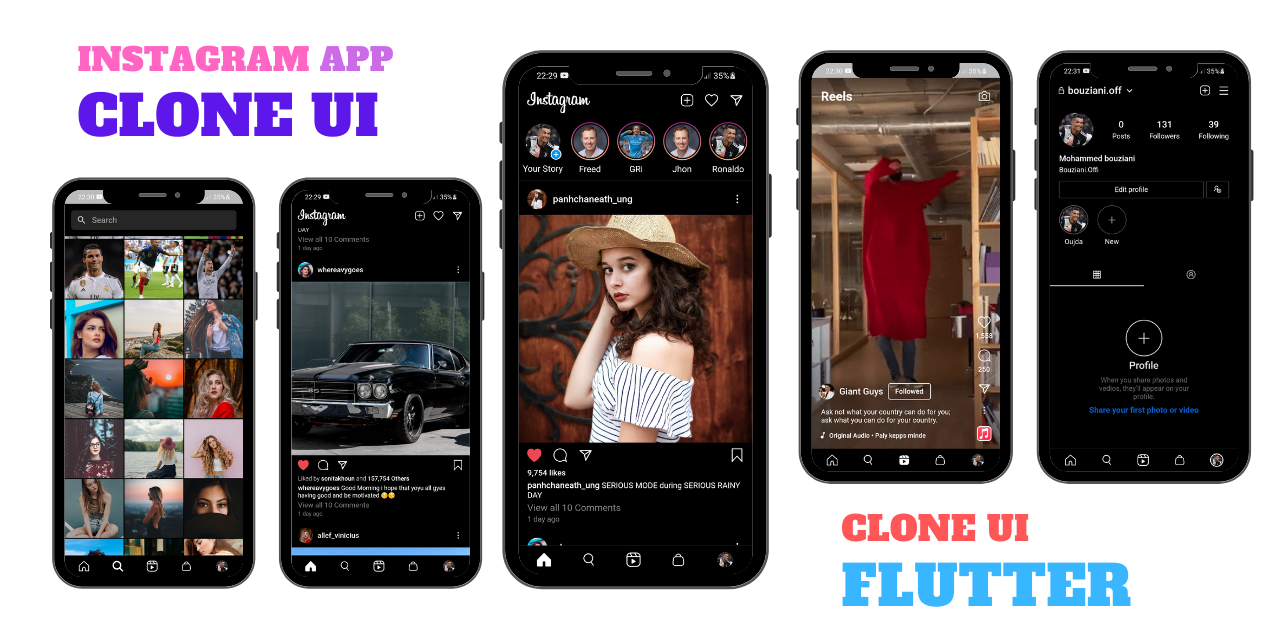 INSTAGRAM APP
CLONE UI
22:30
35%
Search
22:29
35%
Instagram
DAY
View all 10 Comments
1 day ago
whereavygoes
SS
Liked by sonitakhoun and 157,754 Others
whereavygoes Good Morning i hope that yoyu all gyes
having good and be motivated 😊😊
View all 10 Comments
1 day ago
allef_vinicius
22:29
35%
Instagram
Your Story
Freed
GRi
Jhon
Ronaldo
panhchaneath_ung
9,754 likes
panhchaneath_ung SERIOUS MODE during SERIOUS RAINY
DAY
View all 10 Comments
1 day ago
22:30
35%
Reels
1,558
250
Giant Guys
Followed
Ask not what your country can do for you;
ask what you can do for your country.
Original Audio • Paly kepps minde
22:31
35%
bouziani.off
0
Posts
131
Followers
39
Following
Mohammed bouziani
Bouziani.Offi
Edit profile
Oujda
New
Profile
When you share photos and
vedios, they'll appear on your
profile.
Share your first photo or video
CLONE UI
FLUTTER